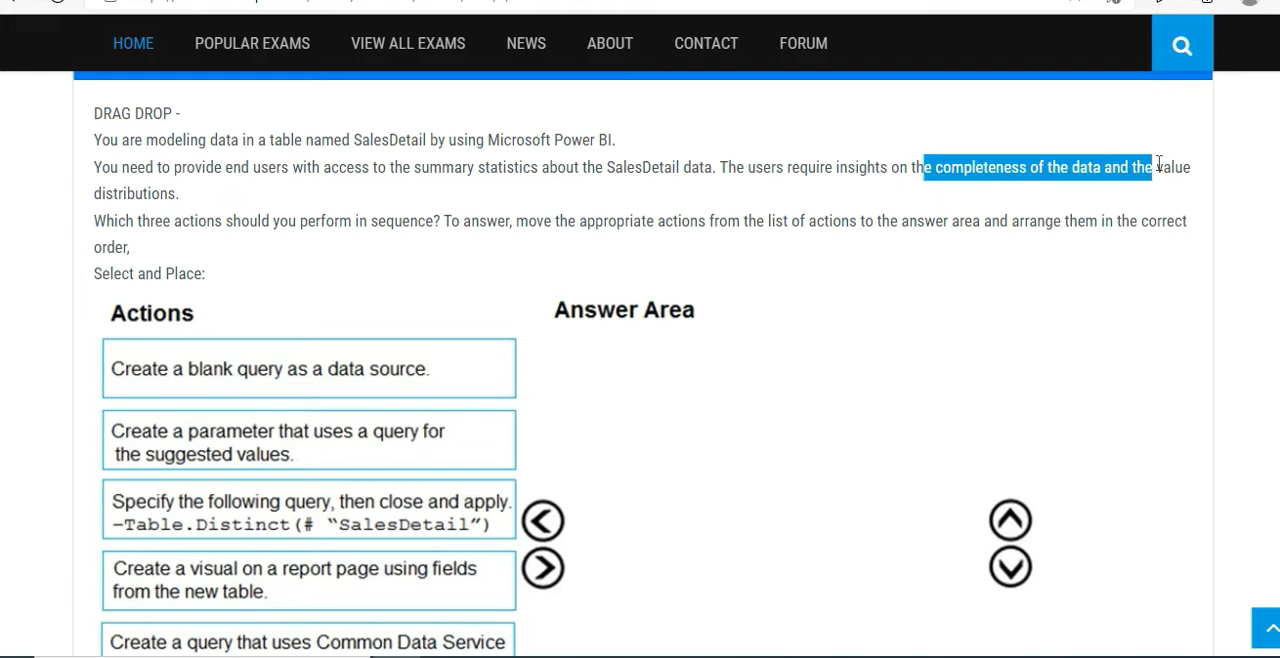 HOME POPULAR EXAMS VIEW ALL EXAMS NEWS ABOUT CONTACT FORUM
DRAG DROP -
You are modeling data in a table named SalesDetail by using Microsoft Power BI.
You need to provide end users with access to the summary statistics about the SalesDetail data. The users require insights on the completeness of the data and the value
distributions.
Which three actions should you perform in sequence? To answer, move the appropriate actions from the list of actions to the answer area and arrange them in the correct
order,
Select and Place:
Actions
Answer Area
Create a blank query as a data source.
Create a parameter that uses a query for
the suggested values.
Specify the following query, then close and apply.
-Table.Distinct(# "SalesDetail")
Create a visual on a report page using fields
from the new table.
Create a query that uses Common Data Service